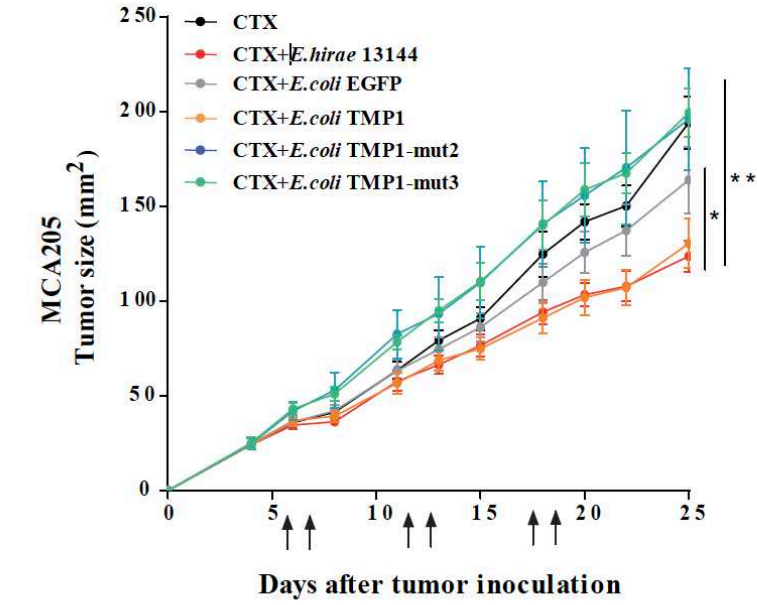 250
200
150
100
50
0
MCA205
Tumor size (mm²)
CTX
CTX+E.hirae 13144
CTX+E.coli EGFP
CTX+E.coli TMP1
CTX+E.coli TMP1-mut2
CTX+E.coli TMP1-mut3
**
*
0 5 10 15 20 25
Days after tumor inoculation